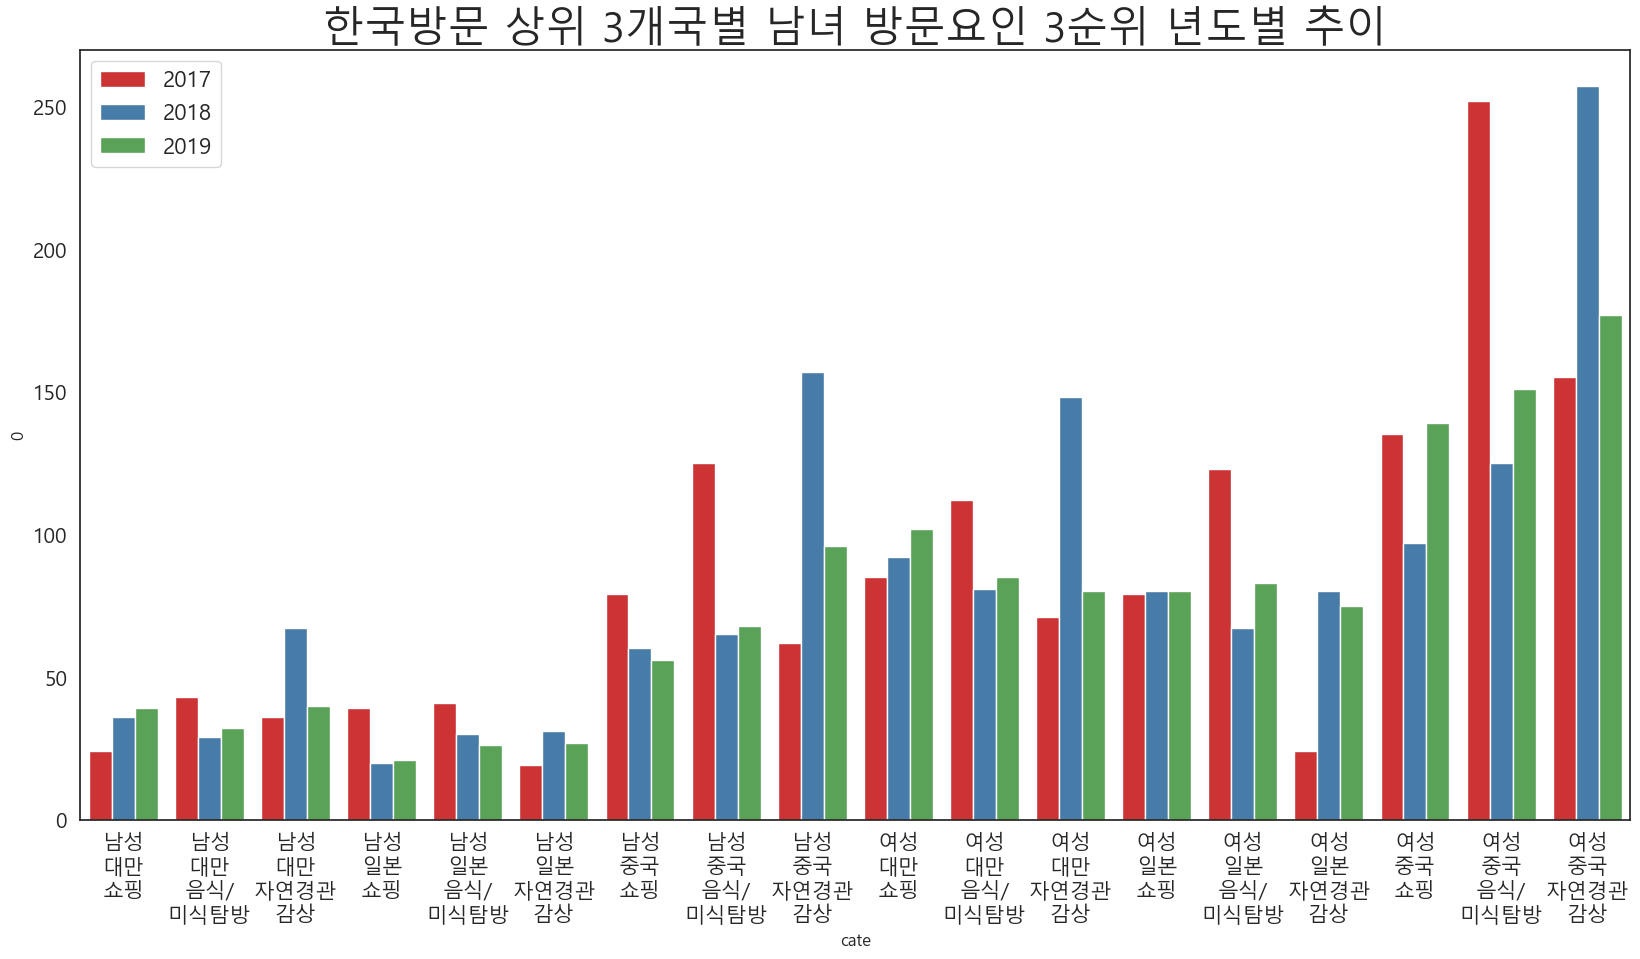 한국방문 상위 3개국별 남녀 방문요인 3순위 년도별 추이
2017
2018
2019
250
200
150
100
50
0
0
남성 대만 쇼핑
남성 대만 음식/ 미식탐방
남성 대만 자연경관 감상
남성 일본 쇼핑
남성 일본 음식/ 미식탐방
남성 일본 자연경관 감상
남성 중국 쇼핑
남성 중국 음식/ 미식탐방
남성 중국 자연경관 감상
여성 대만 쇼핑
여성 대만 음식/ 미식탐방
여성 대만 자연경관 감상
여성 일본 쇼핑
여성 일본 음식/ 미식탐방
여성 일본 자연경관 감상
여성 중국 쇼핑
여성 중국 음식/ 미식탐방
여성 중국 자연경관 감상
cate